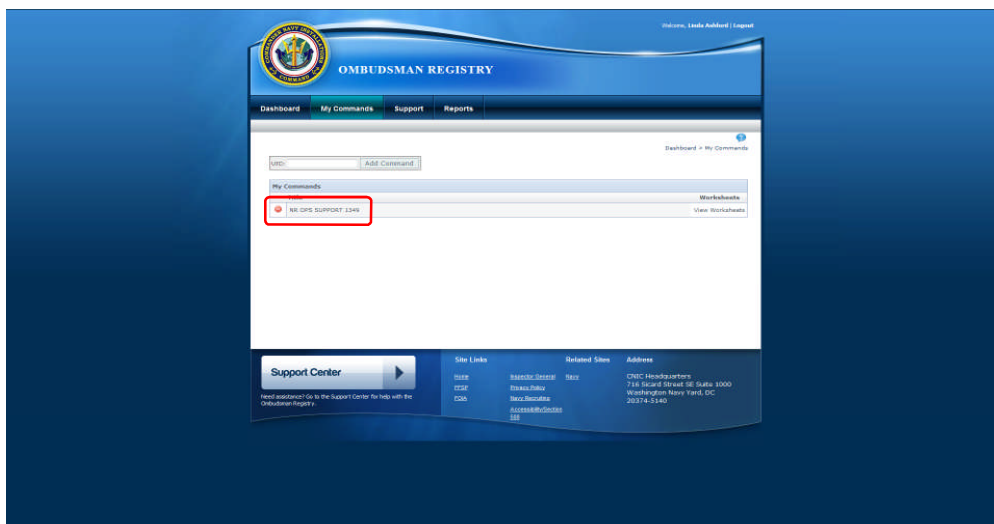 Welcome, Linda Ashford | Logout
OMBUDSMAN REGISTRY
Dashboard My Commands Support Reports
Dashboard > My Commands
UIC: Add Command
My Commands
Title Worksheets
NR OPS SUPPORT 1349 View Worksheets
Support Center
Need assistance? Go to the Support Center for help with the
Ombudsman Registry.
Site Links Related Sites Address
Home Inspector General Navy CNIC Headquarters
FFSP Privacy Policy 716 Sicard Street SE Suite 1000
FOIA Navy Recruiting Washington Navy Yard, DC
Accessibility/Section 20374-5140
508